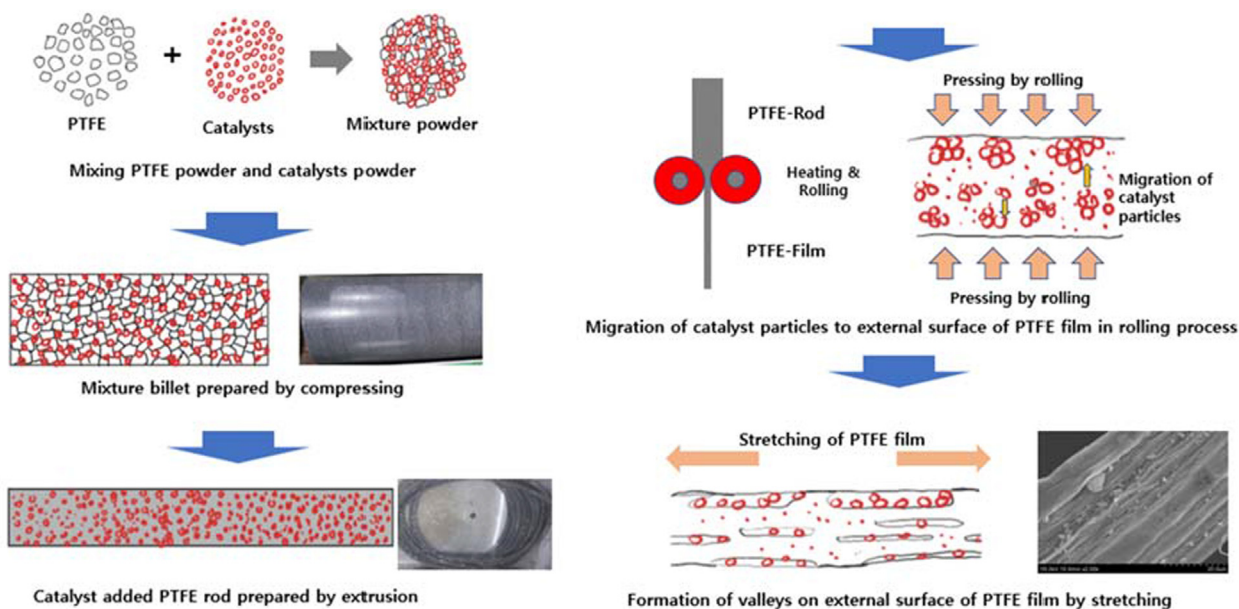 PTFE
+
Catalysts
Mixture powder
Mixing PTFE powder and catalysts powder
Mixture billet prepared by compressing
Catalyst added PTFE rod prepared by extrusion
Pressing by rolling
PTFE-Rod
Heating &
Rolling
Migration of
catalyst
particles
PTFE-Film
Pressing by rolling
Migration of catalyst particles to external surface of PTFE film in rolling process
Stretching of PTFE film
Formation of valleys on external surface of PTFE film by stretching